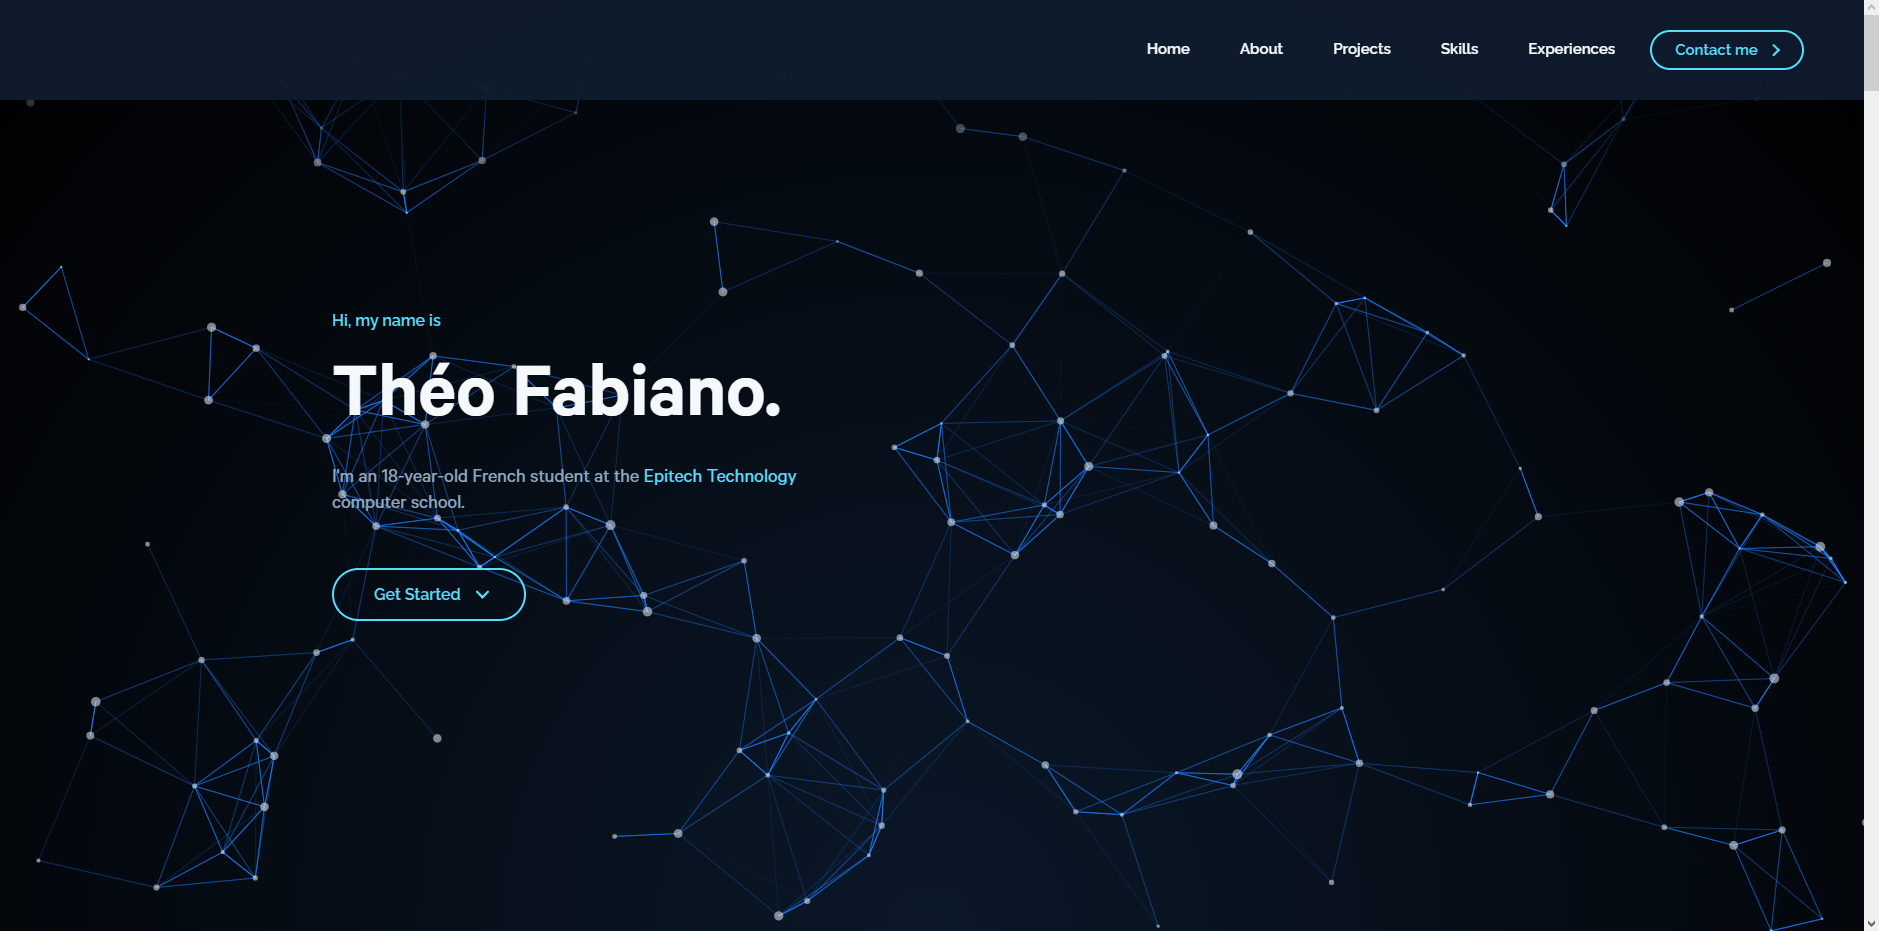 Home About Projects Skills Experiences Contact me
Hi, my name is
Théo Fabiano.
I'm an 18-year-old French student at the Epitech Technology
computer school.
Get Started